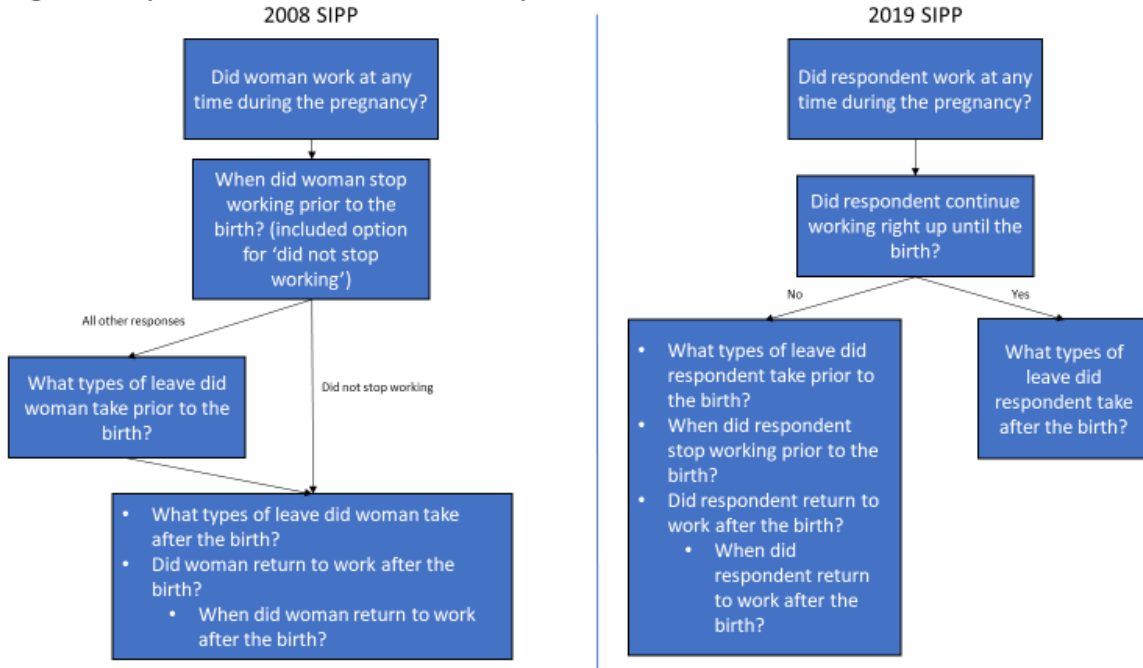 2008 SIPP
Did woman work at any
time during the pregnancy?
When did woman stop
working prior to the
birth? (included option
for ‘did not stop
working’)
All other responses
Did not stop working
What types of leave did
woman take prior to the
birth?
• What types of leave did woman take
after the birth?
• Did woman return to work after the
birth?
• When did woman return to work
after the birth?
2019 SIPP
Did respondent work at any
time during the pregnancy?
Did respondent continue
working right up until the
birth?
No
Yes
• What types of leave did
respondent take prior to
the birth?
• When did respondent
stop working prior to the
birth?
• Did respondent return to
work after the birth?
• When did
respondent return
to work after the
birth?
What types of
leave did
respondent take
after the birth?